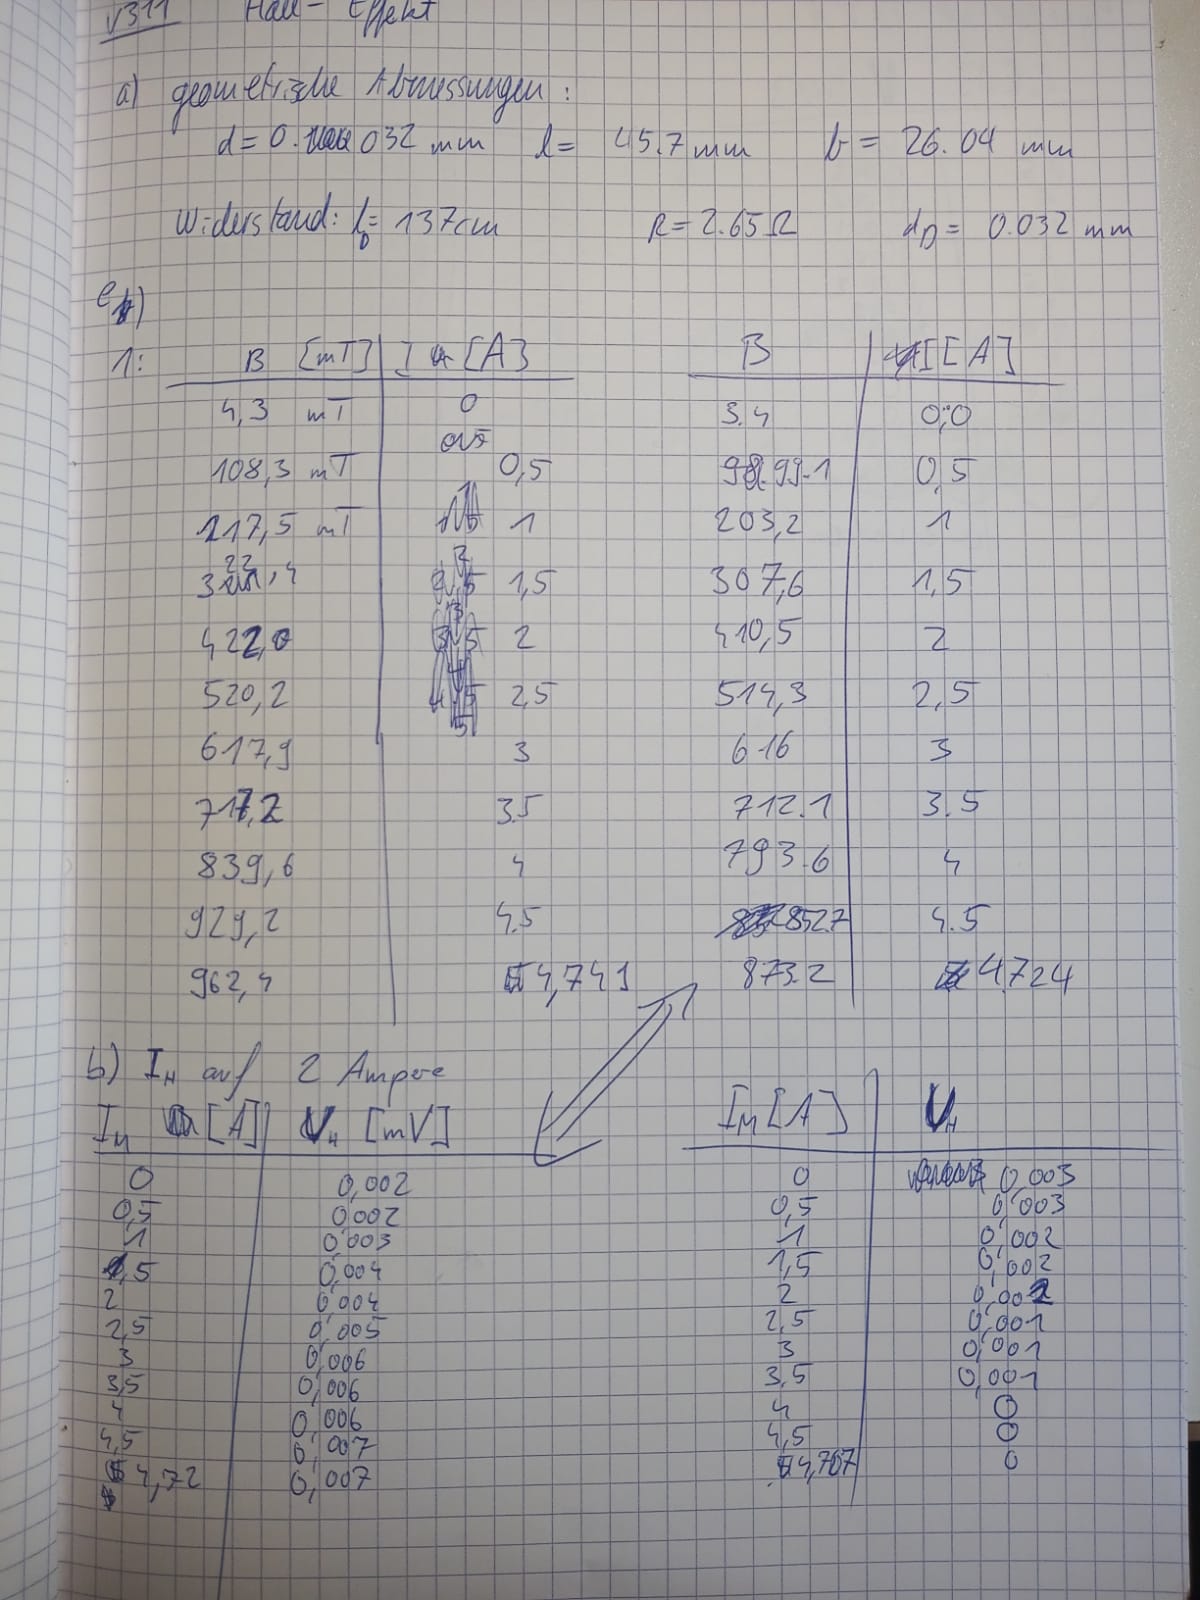 V311 Hall-Effekt
a) geometrische Abmessungen:
d = 0.032 mm l = 45.7 mm b = 26.04 mm
Widerstand: l_D = 137cm R = 2.65 Ω d_D = 0.032 mm
e)
1: B [mT] I [A] B I [A]
4,3 mT 0 3.4 0,0
108,3 mT 0,5 99.1 0,5
217,5 mT 1 203,2 1
322,4 1,5 307,6 1,5
422,0 2 410,5 2
520,2 2,5 514,3 2,5
617,9 3 616 3
717,2 3.5 712.1 3.5
839,6 4 793.6 4
929,2 4.5 852.7 4.5
962,4 4,741 873.2 4.724
b) I_H auf 2 Ampere
I_M [A] U_H [mV] I_M [A] U_H
0 0,002 0 0,003
0,5 0,002 0,5 0,003
1 0,003 1 0,002
1,5 0,004 1,5 0,002
2 0,004 2 0,002
2,5 0,005 2,5 0,001
3 0,006 3 0,001
3,5 0,006 3,5 0,001
4 0,006 4 0
4,5 0,007 4,5 0
4,72 0,007 4,707 0